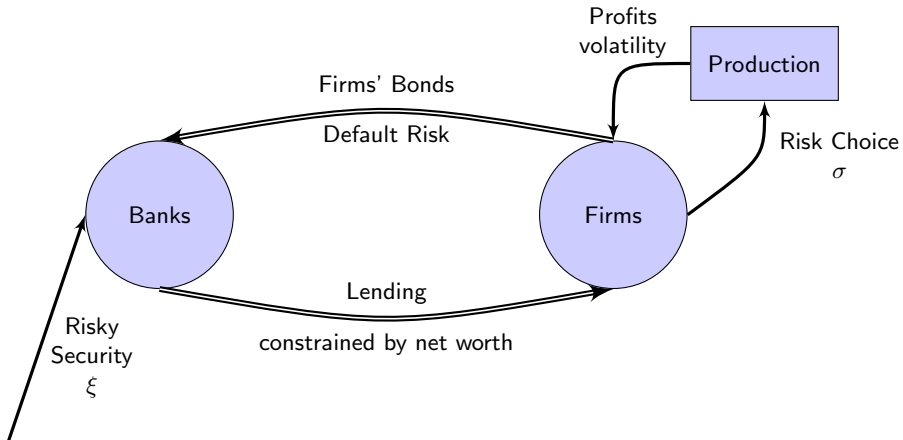 Profits
volatility
Production
Firms' Bonds
Default Risk
Risk Choice
σ
Banks
Firms
Lending
constrained by net worth
Risky
Security
ξ